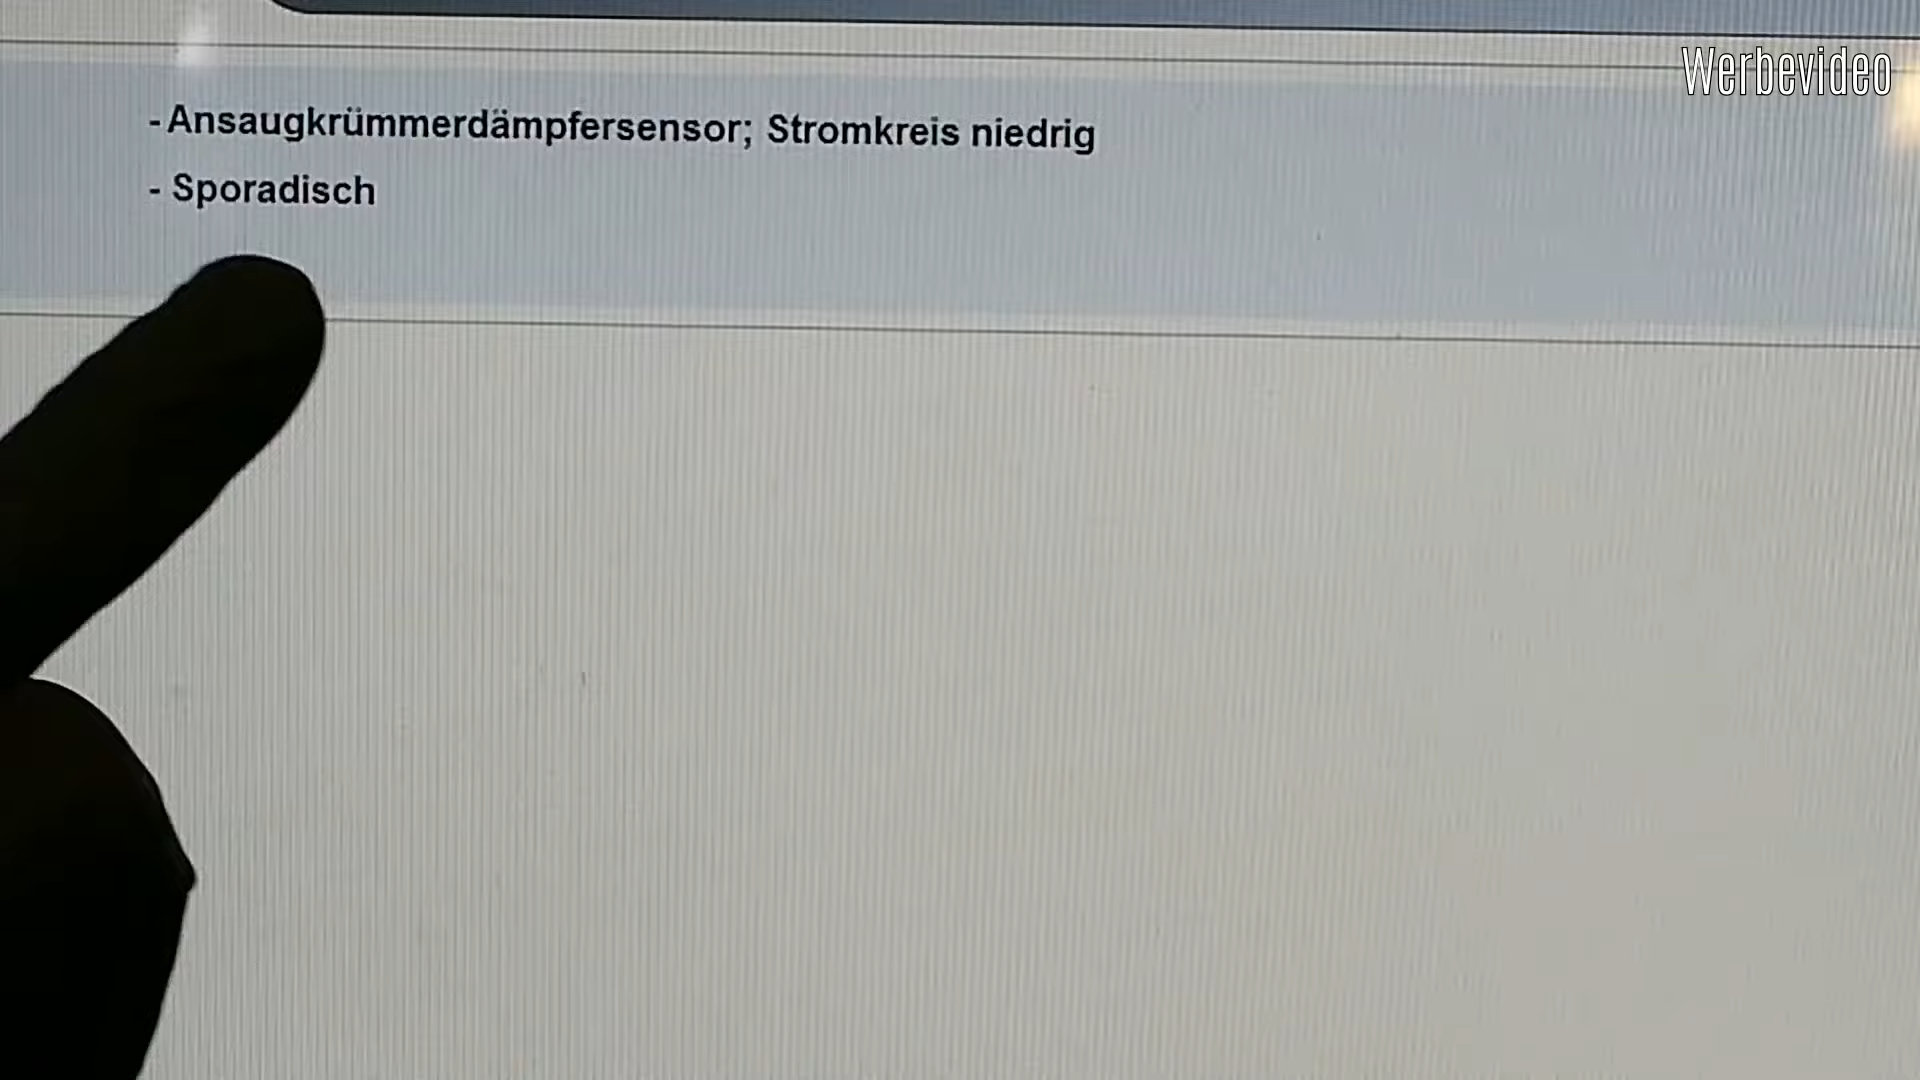 Werbevideo
-Ansaugkrümmerdämpfersensor; Stromkreis niedrig
- Sporadisch